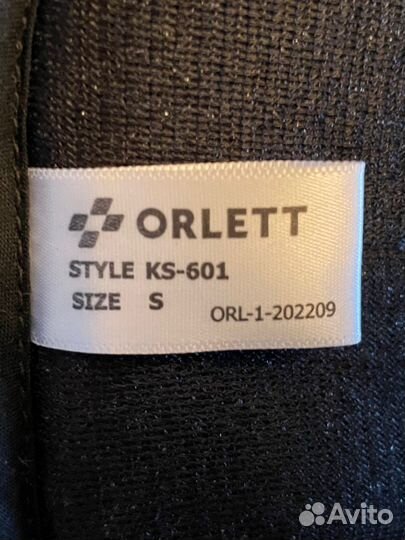 ORLETT
STYLE KS-601
SIZE S
ORL-1-202209
Avito